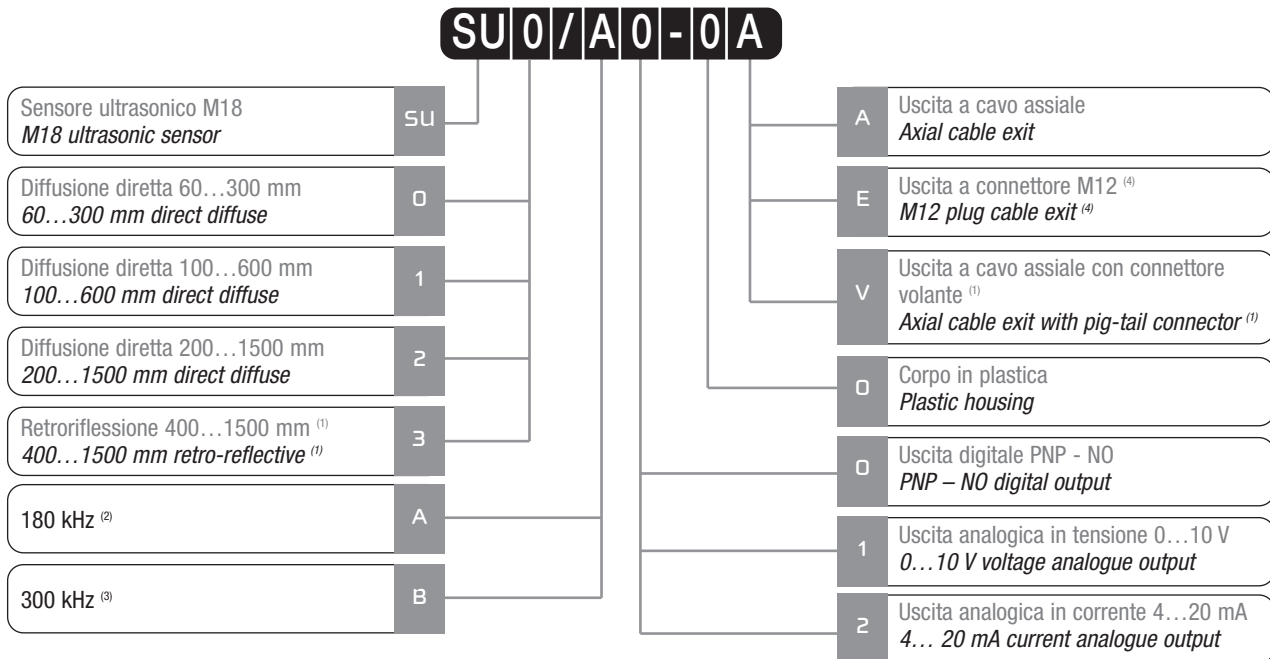 SU0/A0-0A
Sensore ultrasonico M18
M18 ultrasonic sensor
SU
Diffusione diretta 60…300 mm
60…300 mm direct diffuse
0
Diffusione diretta 100…600 mm
100…600 mm direct diffuse
1
Diffusione diretta 200…1500 mm
200…1500 mm direct diffuse
2
Retroriflessione 400…1500 mm (1)
400…1500 mm retro-reflective (1)
3
180 kHz (2)
A
300 kHz (3)
B
A
Uscita a cavo assiale
Axial cable exit
E
Uscita a connettore M12 (4)
M12 plug cable exit (4)
V
Uscita a cavo assiale con connettore
volante (1)
Axial cable exit with pig-tail connector (1)
0
Corpo in plastica
Plastic housing
0
Uscita digitale PNP - NO
PNP – NO digital output
1
Uscita analogica in tensione 0…10 V
0…10 V voltage analogue output
2
Uscita analogica in corrente 4…20 mA
4… 20 mA current analogue output